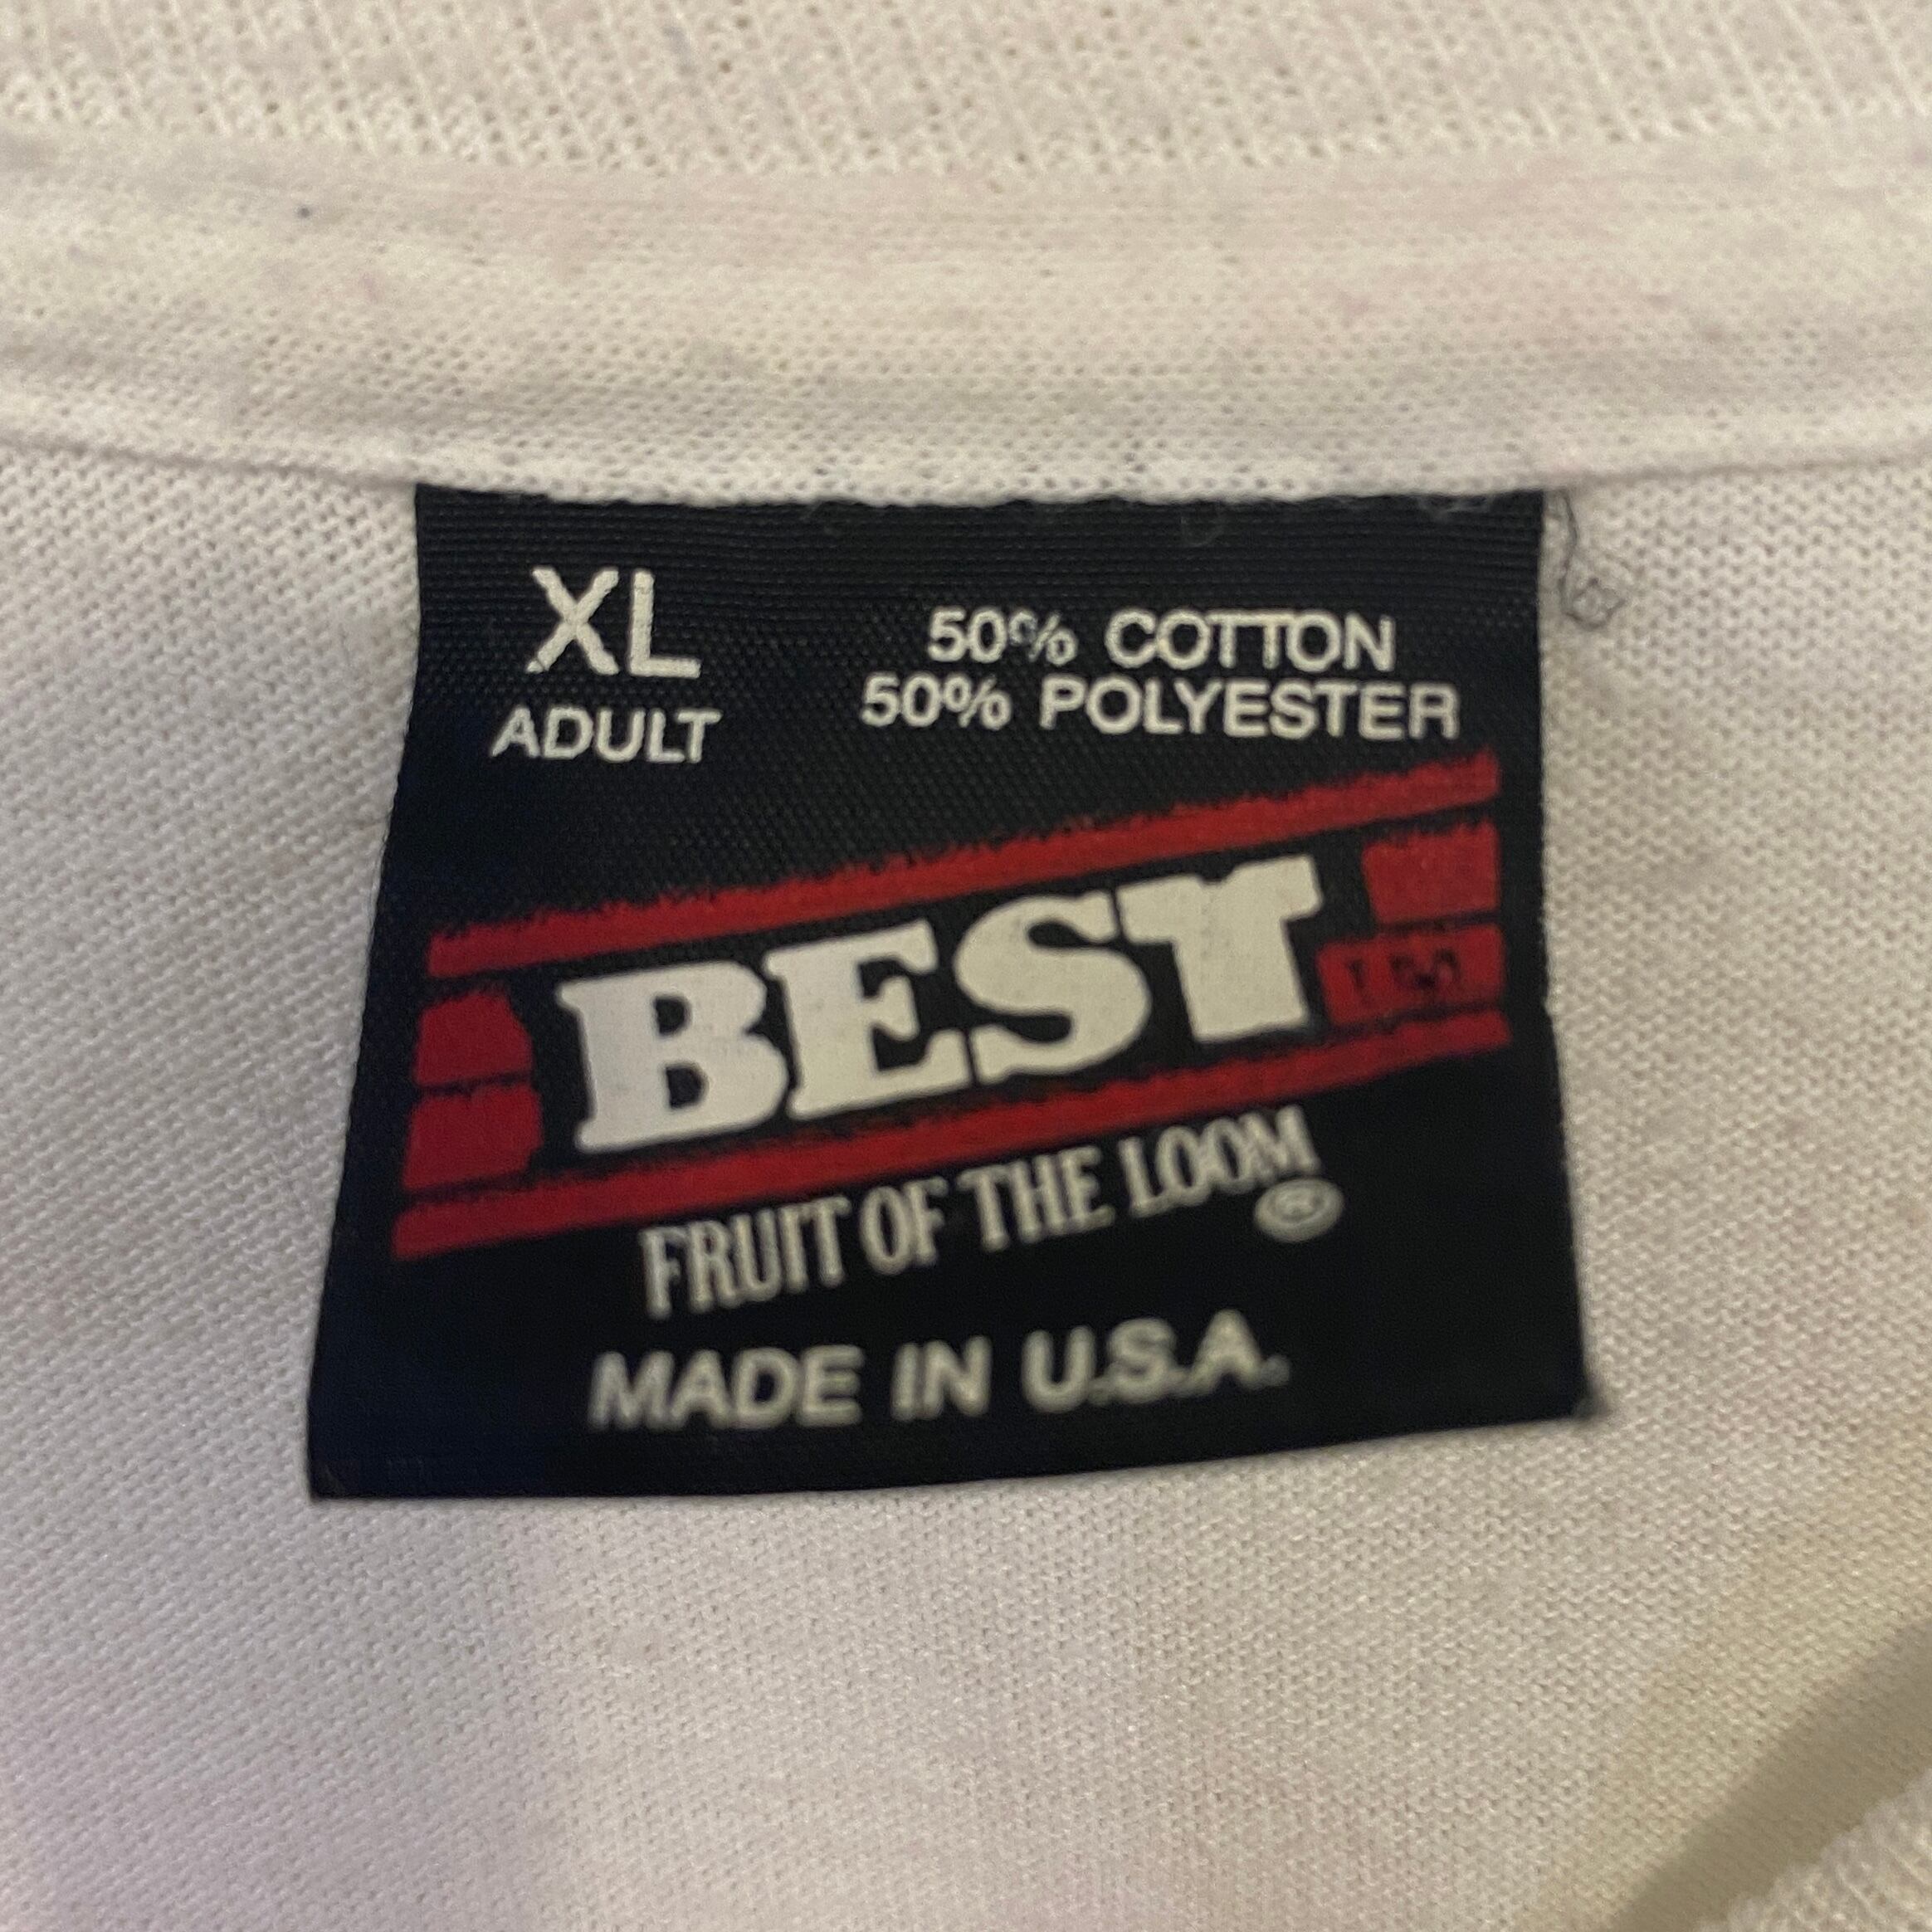 XL
ADULT
50% COTTON
50% POLYESTER
BEST
TM
FRUIT OF THE LOOM
®
MADE IN U.S.A.